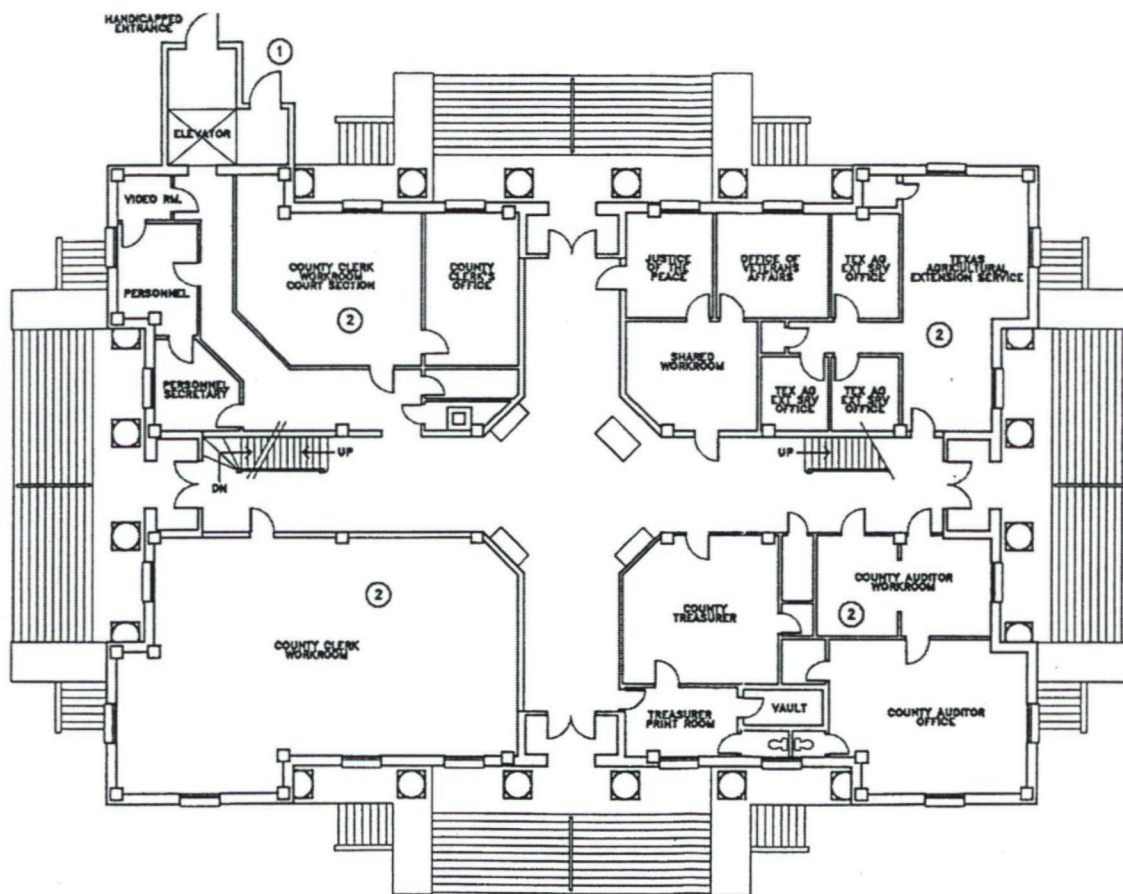 HANDICAPPED
ENTRANCE
1
ELEVATOR
VIDEO RM.
PERSONNEL
PERSONNEL
SECRETARY
COUNTY CLERK
WORKROOM
COURT SECTION
2
COUNTY
CLERK'S
OFFICE
JUSTICE
OF THE
PEACE
OFFICE OF
VETERANS
AFFAIRS
TEX AG
EXT SRV
OFFICE
TEXAS
AGRICULTURAL
EXTENSION SERVICE
2
SHARED
WORKROOM
TEX AG
EXT SRV
OFFICE
TEX AG
EXT SRV
OFFICE
UP
DN
UP
2
COUNTY CLERK
WORKROOM
COUNTY
TREASURER
COUNTY AUDITOR
WORKROOM
2
TREASURER
PRINT ROOM
VAULT
COUNTY AUDITOR
OFFICE